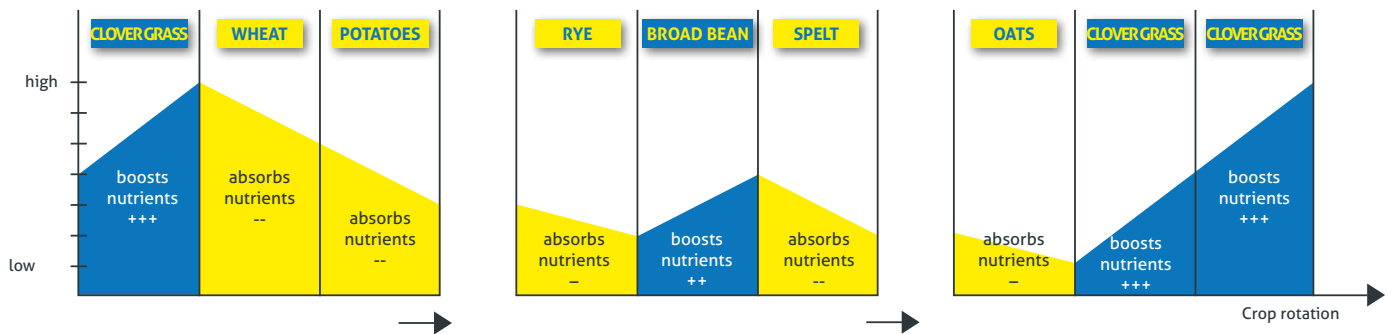 CLOVER GRASS
WHEAT
POTATOES
RYE
BROAD BEAN
SPELT
OATS
CLOVER GRASS
CLOVER GRASS
high
low
boosts
nutrients
+++
absorbs
nutrients
--
absorbs
nutrients
--
absorbs
nutrients
–
boosts
nutrients
++
absorbs
nutrients
--
absorbs
nutrients
–
boosts
nutrients
+++
boosts
nutrients
+++
Crop rotation